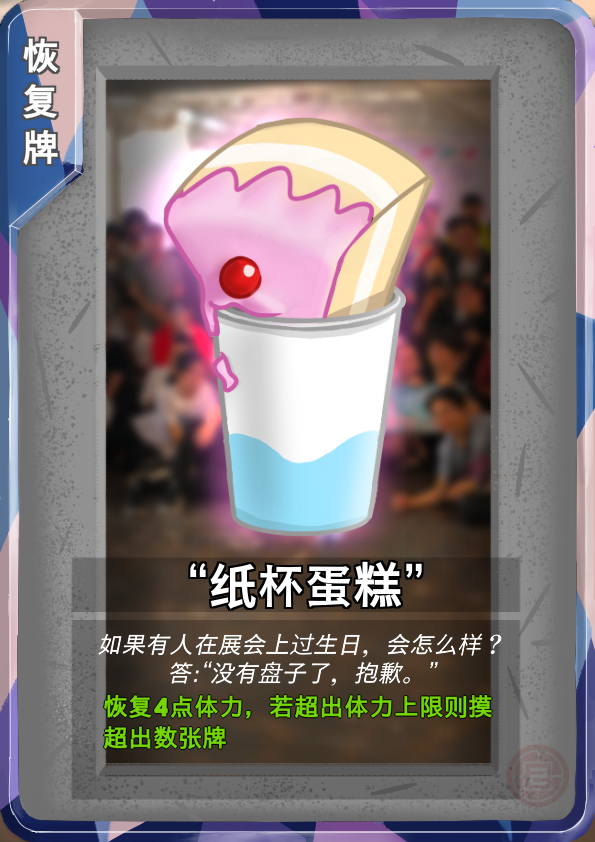 恢复牌
“纸杯蛋糕”
如果有人在展会上过生日，会怎么样？
答:“没有盘子了，抱歉。”
恢复4点体力，若超出体力上限则摸
超出数张牌